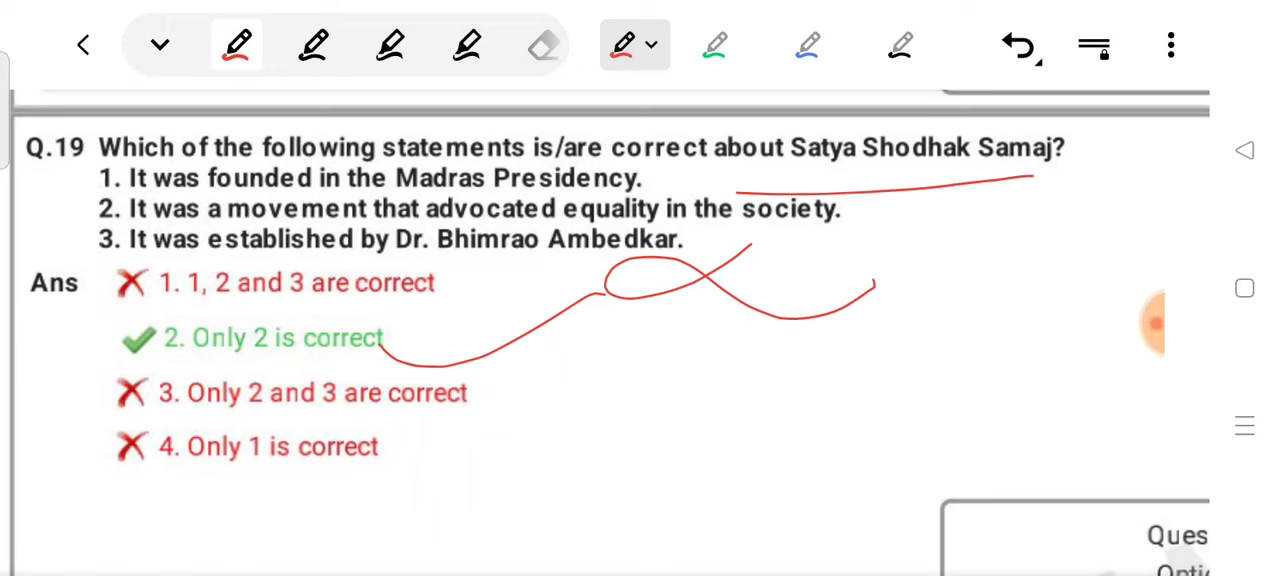 Q.19 Which of the following statements is/are correct about Satya Shodhak Samaj?
1. It was founded in the Madras Presidency.
2. It was a movement that advocated equality in the society.
3. It was established by Dr. Bhimrao Ambedkar.
Ans 1. 1, 2 and 3 are correct
2. Only 2 is correct
3. Only 2 and 3 are correct
4. Only 1 is correct
Ques